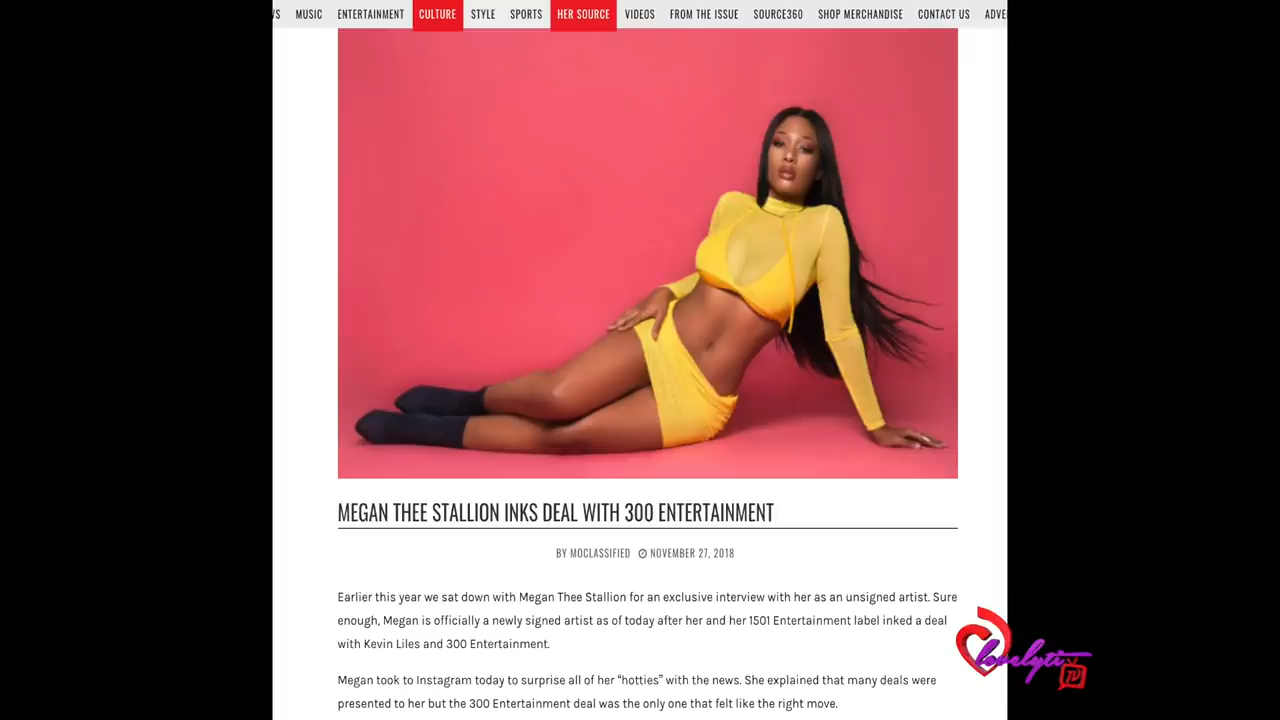 MUSIC ENTERTAINMENT CULTURE STYLE SPORTS HER SOURCE VIDEOS FROM THE ISSUE SOURCE360 SHOP MERCHANDISE CONTACT US
MEGAN THEE STALLION INKS DEAL WITH 300 ENTERTAINMENT
BY MOCLASSIFIED NOVEMBER 27, 2018
Earlier this year we sat down with Megan Thee Stallion for an exclusive interview with her as an unsigned artist. Sure
enough, Megan is officially a newly signed artist as of today after her and her 1501 Entertainment label inked a deal
with Kevin Liles and 300 Entertainment.
Megan took to Instagram today to surprise all of her “hotties” with the news. She explained that many deals were
presented to her but the 300 Entertainment deal was the only one that felt like the right move.
lovelyti
TV